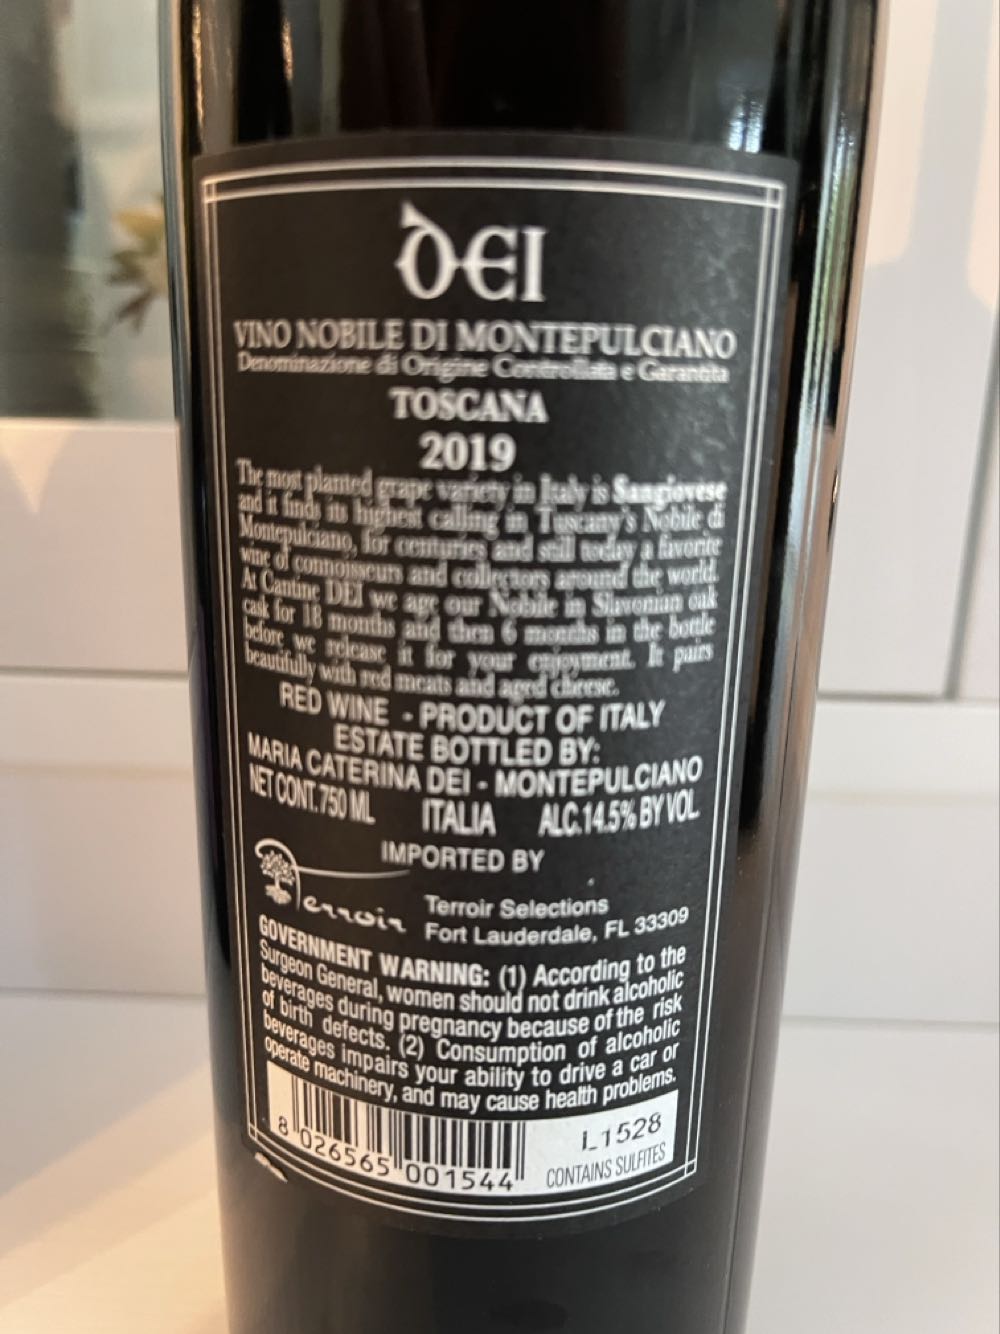 DEI
VINO NOBILE DI MONTEPULCIANO
Denominazione di Origine Controllata e Garantita
TOSCANA
2019
The most planted grape variety in Italy is Sangiovese
and it finds its highest calling in Tuscany's Nobile di
Montepulciano, for centuries and still today a favorite
wine of connoisseurs and collectors around the world.
At Cantine DEI we age our Nobile in Slavonian oak
cask for 18 months and then 6 months in the bottle
before we release it for your enjoyment. It pairs
beautifully with red meats and aged cheese.
RED WINE - PRODUCT OF ITALY
ESTATE BOTTLED BY:
MARIA CATERINA DEI - MONTEPULCIANO
NET CONT. 750 ML ITALIA ALC.14.5% BY VOL.
IMPORTED BY
Terroir
Terroir Selections
Fort Lauderdale, FL 33309
GOVERNMENT WARNING: (1) According to the
Surgeon General, women should not drink alcoholic
beverages during pregnancy because of the risk
of birth defects. (2) Consumption of alcoholic
beverages impairs your ability to drive a car or
operate machinery, and may cause health problems.
8 026565 001544
L1528
CONTAINS SULFITES